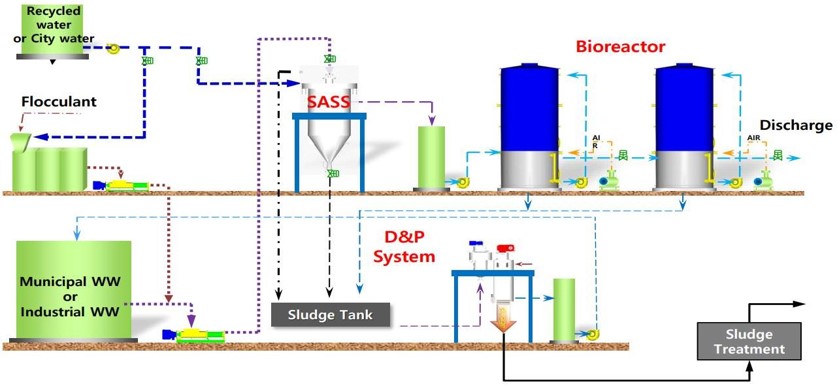 Recycled
water
or City water
Flocculant
SASS
Bioreactor
AI
R
AIR
Discharge
Municipal WW
or
Industrial WW
D&P
System
Sludge Tank
Sludge
Treatment